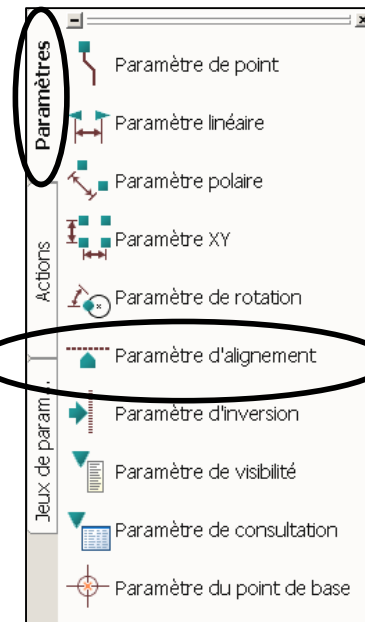 Paramètres
Actions
Jeux de param...
Paramètre de point
Paramètre linéaire
Paramètre polaire
Paramètre XY
Paramètre de rotation
Paramètre d'alignement
Paramètre d'inversion
Paramètre de visibilité
Paramètre de consultation
Paramètre du point de base